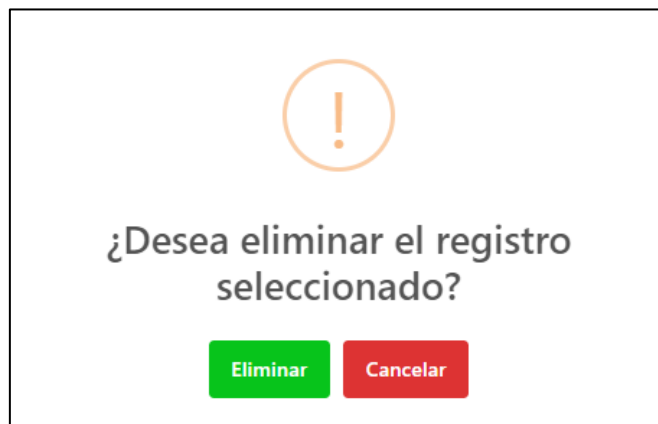 ¿Desea eliminar el registro
seleccionado?
Eliminar
Cancelar